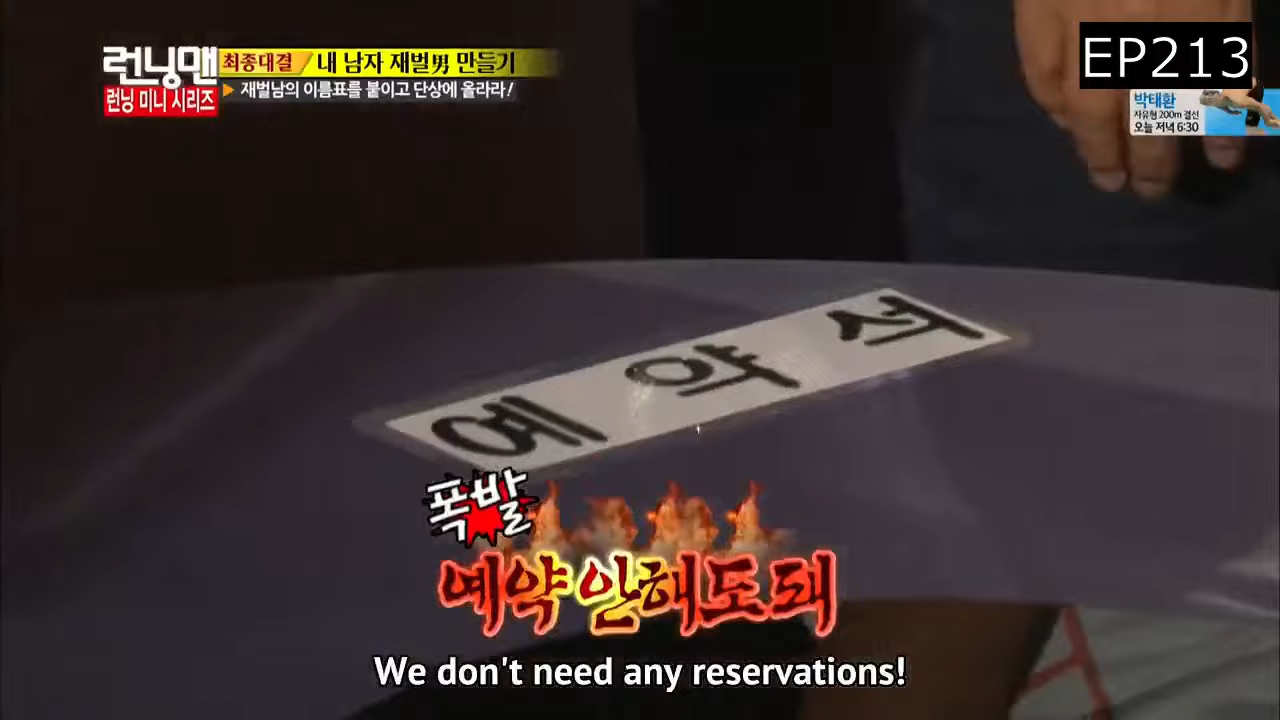 런닝맨
런닝 미니 시리즈
최종대결 내 남자 재벌男 만들기
▶ 재벌남의 이름표를 붙이고 단상에 올라라!
EP213
박태환
자유형 200m 결선
오늘 저녁 6:30
예약석
폭발
예약 안해도 돼
We don't need any reservations!